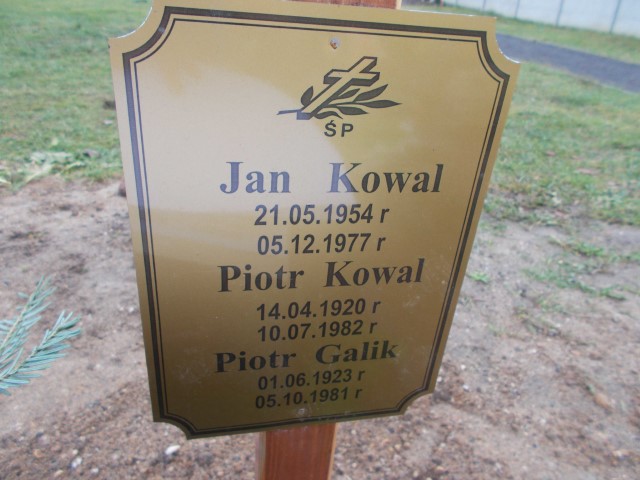 ŚP
Jan Kowal
21.05.1954 r
05.12.1977 r
Piotr Kowal
14.04.1920 r
10.07.1982 r
Piotr Galik
01.06.1923 r
05.10.1981 r